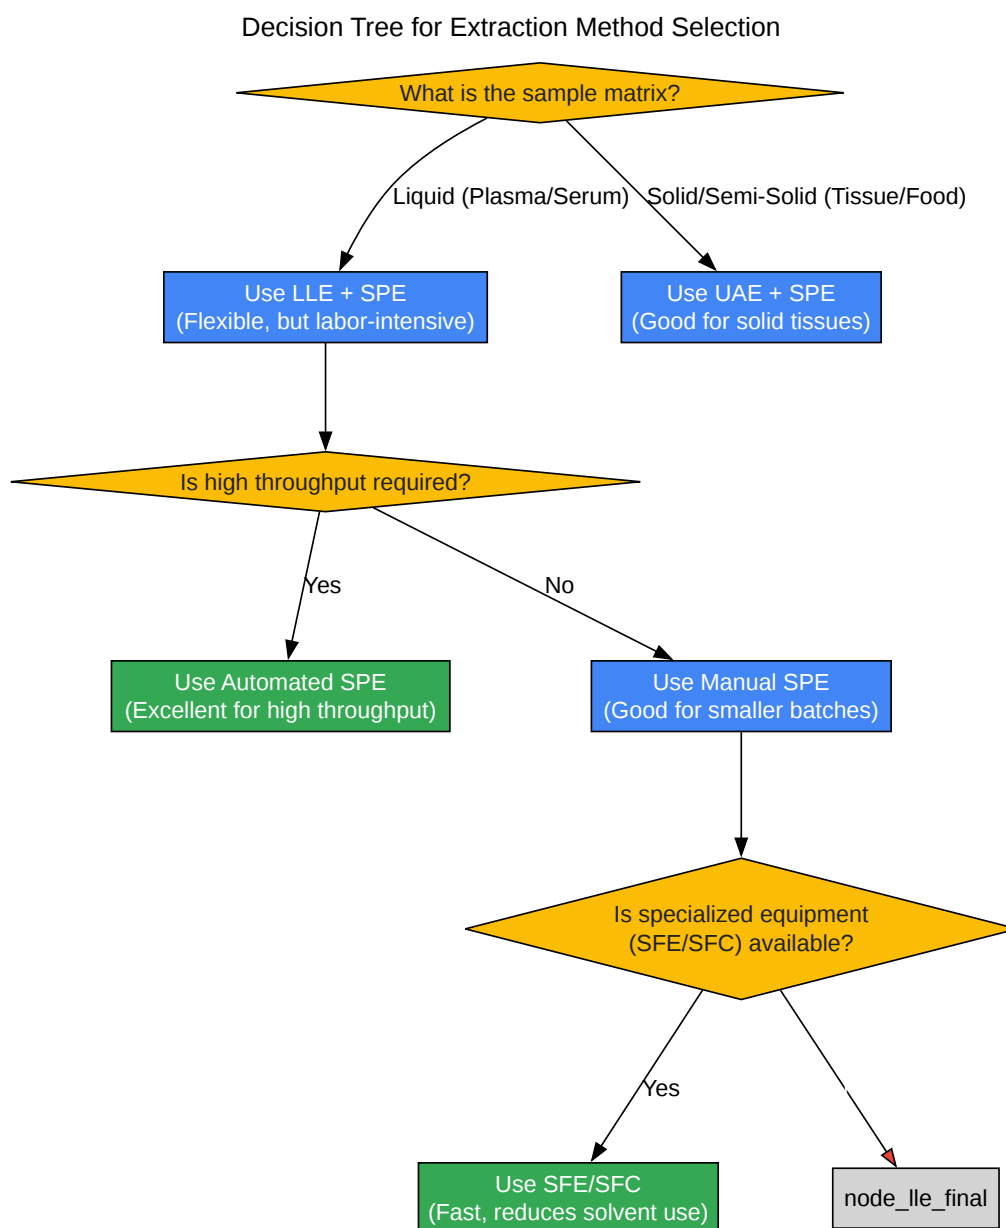 Decision Tree for Extraction Method Selection
What is the sample matrix?
Liquid (Plasma/Serum)
Solid/Semi-Solid (Tissue/Food)
Use LLE + SPE
(Flexible, but labor-intensive)
Use UAE + SPE
(Good for solid tissues)
Is high throughput required?
Yes
No
Use Automated SPE
(Excellent for high throughput)
Use Manual SPE
(Good for smaller batches)
Is specialized equipment
(SFE/SFC) available?
Yes
Use SFE/SFC
(Fast, reduces solvent use)
node_lle_final